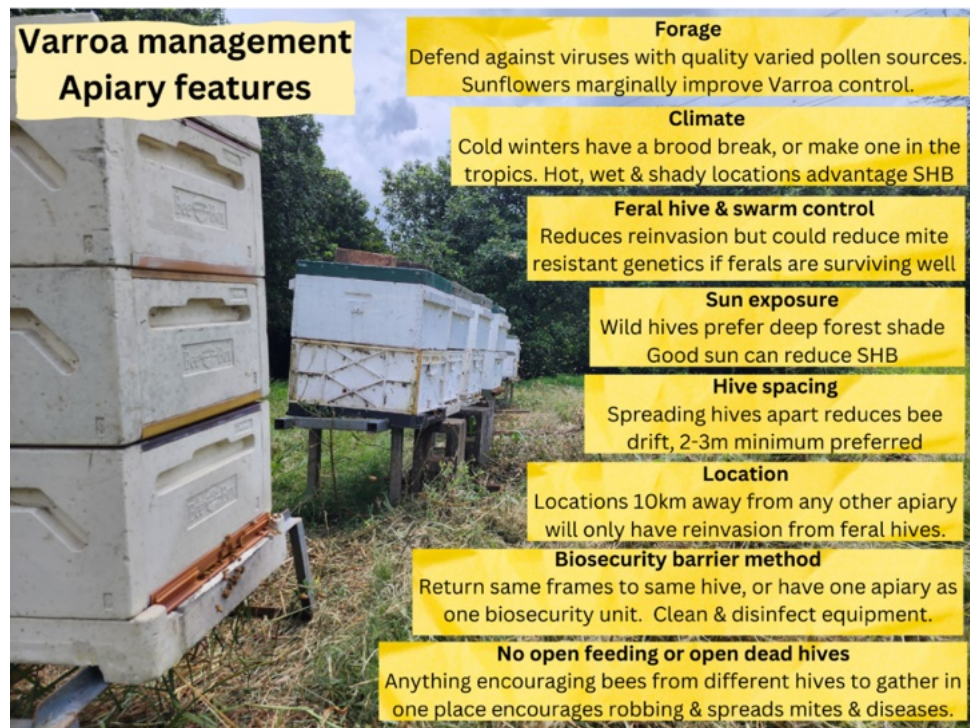 Varroa management
Apiary features
Forage
Defend against viruses with quality varied pollen sources.
Sunflowers marginally improve Varroa control.
Climate
Cold winters have a brood break, or make one in the
tropics. Hot, wet & shady locations advantage SHB
Feral hive & swarm control
Reduces reinvasion but could reduce mite
resistant genetics if ferals are surviving well
Sun exposure
Wild hives prefer deep forest shade
Good sun can reduce SHB
Hive spacing
Spreading hives apart reduces bee
drift, 2-3m minimum preferred
Location
Locations 10km away from any other apiary
will only have reinvasion from feral hives.
Biosecurity barrier method
Return same frames to same hive, or have one apiary as
one biosecurity unit.  Clean & disinfect equipment.
No open feeding or open dead hives
Anything encouraging bees from different hives to gather in
one place encourages robbing & spreads mites & diseases.